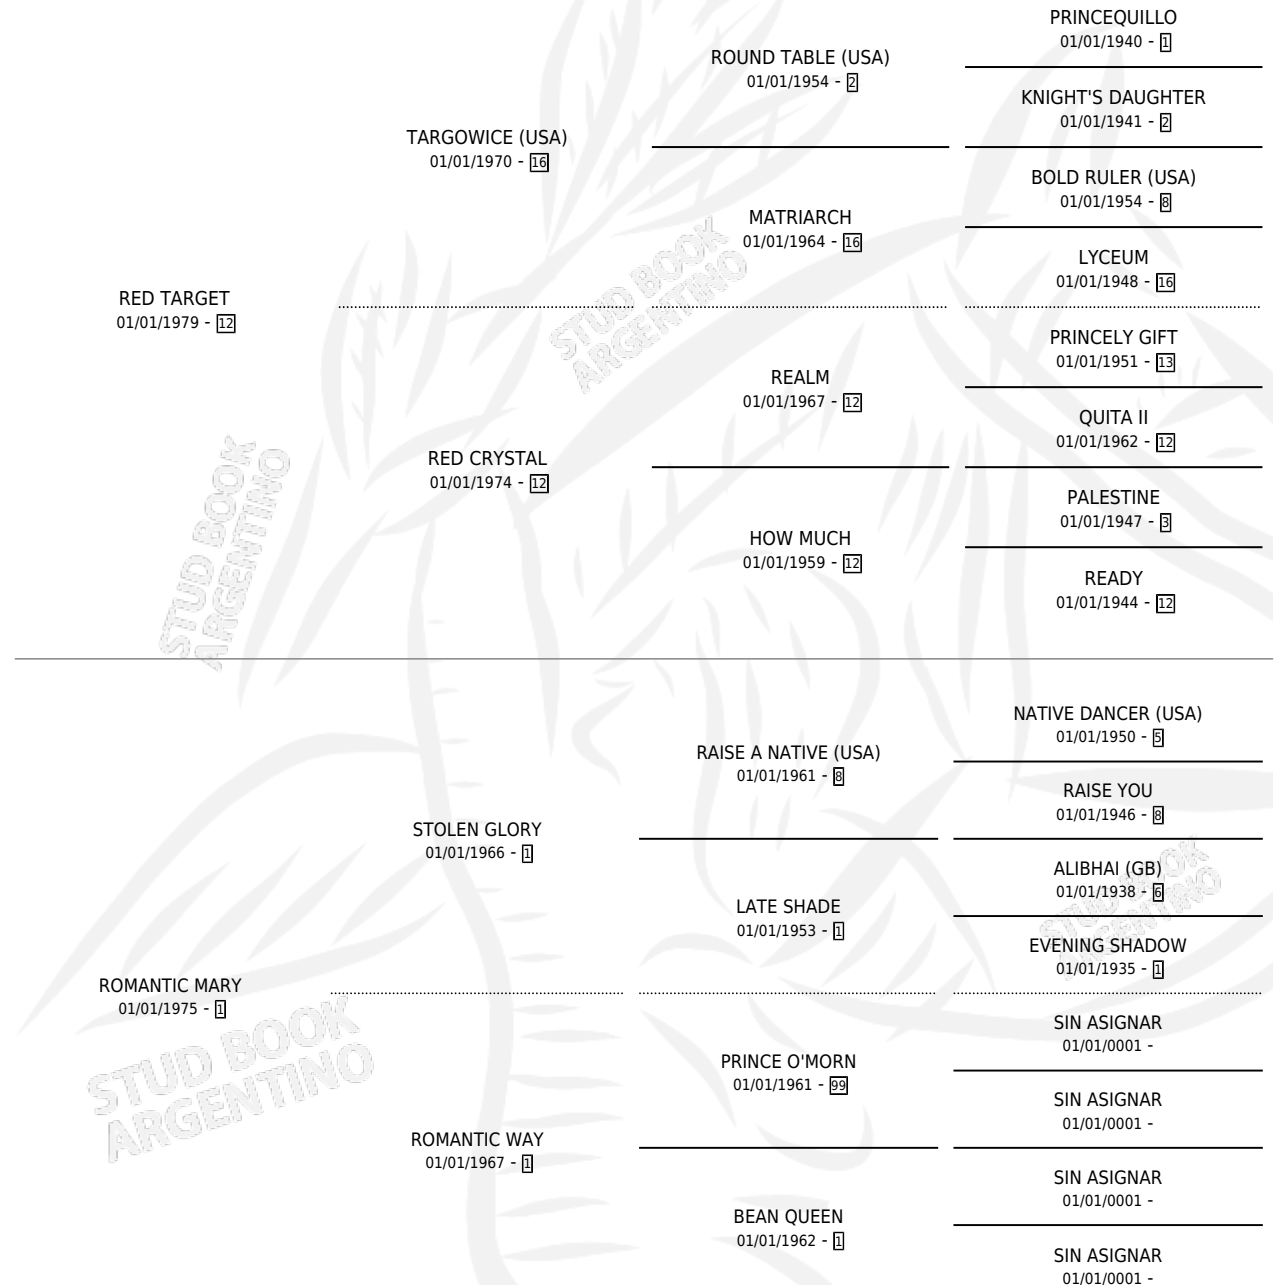 PRINCEQUILLO
01/01/1940 - 1
ROUND TABLE (USA)
01/01/1954 - 2
KNIGHT'S DAUGHTER
01/01/1941 - 2
TARGOWICE (USA)
01/01/1970 - 16
BOLD RULER (USA)
01/01/1954 - 8
MATRIARCH
01/01/1964 - 16
LYCEUM
01/01/1948 - 16
RED TARGET
01/01/1979 - 12
PRINCELY GIFT
01/01/1951 - 13
REALM
01/01/1967 - 12
QUITA II
01/01/1962 - 12
RED CRYSTAL
01/01/1974 - 12
PALESTINE
01/01/1947 - 3
HOW MUCH
01/01/1959 - 12
READY
01/01/1944 - 12
NATIVE DANCER (USA)
01/01/1950 - 5
RAISE A NATIVE (USA)
01/01/1961 - 8
RAISE YOU
01/01/1946 - 8
STOLEN GLORY
01/01/1966 - 1
ALIBHAI (GB)
01/01/1938 - 6
LATE SHADE
01/01/1953 - 1
EVENING SHADOW
01/01/1935 - 1
ROMANTIC MARY
01/01/1975 - 1
SIN ASIGNAR
01/01/0001 -
PRINCE O'MORN
01/01/1961 - 99
SIN ASIGNAR
01/01/0001 -
ROMANTIC WAY
01/01/1967 - 1
SIN ASIGNAR
01/01/0001 -
BEAN QUEEN
01/01/1962 - 1
SIN ASIGNAR
01/01/0001 -
STUD BOOK
ARGENTINO
STUD BOOK
ARGENTINO
STUD BOOK
ARGENTINO
STUD BOOK
ARGENTINO